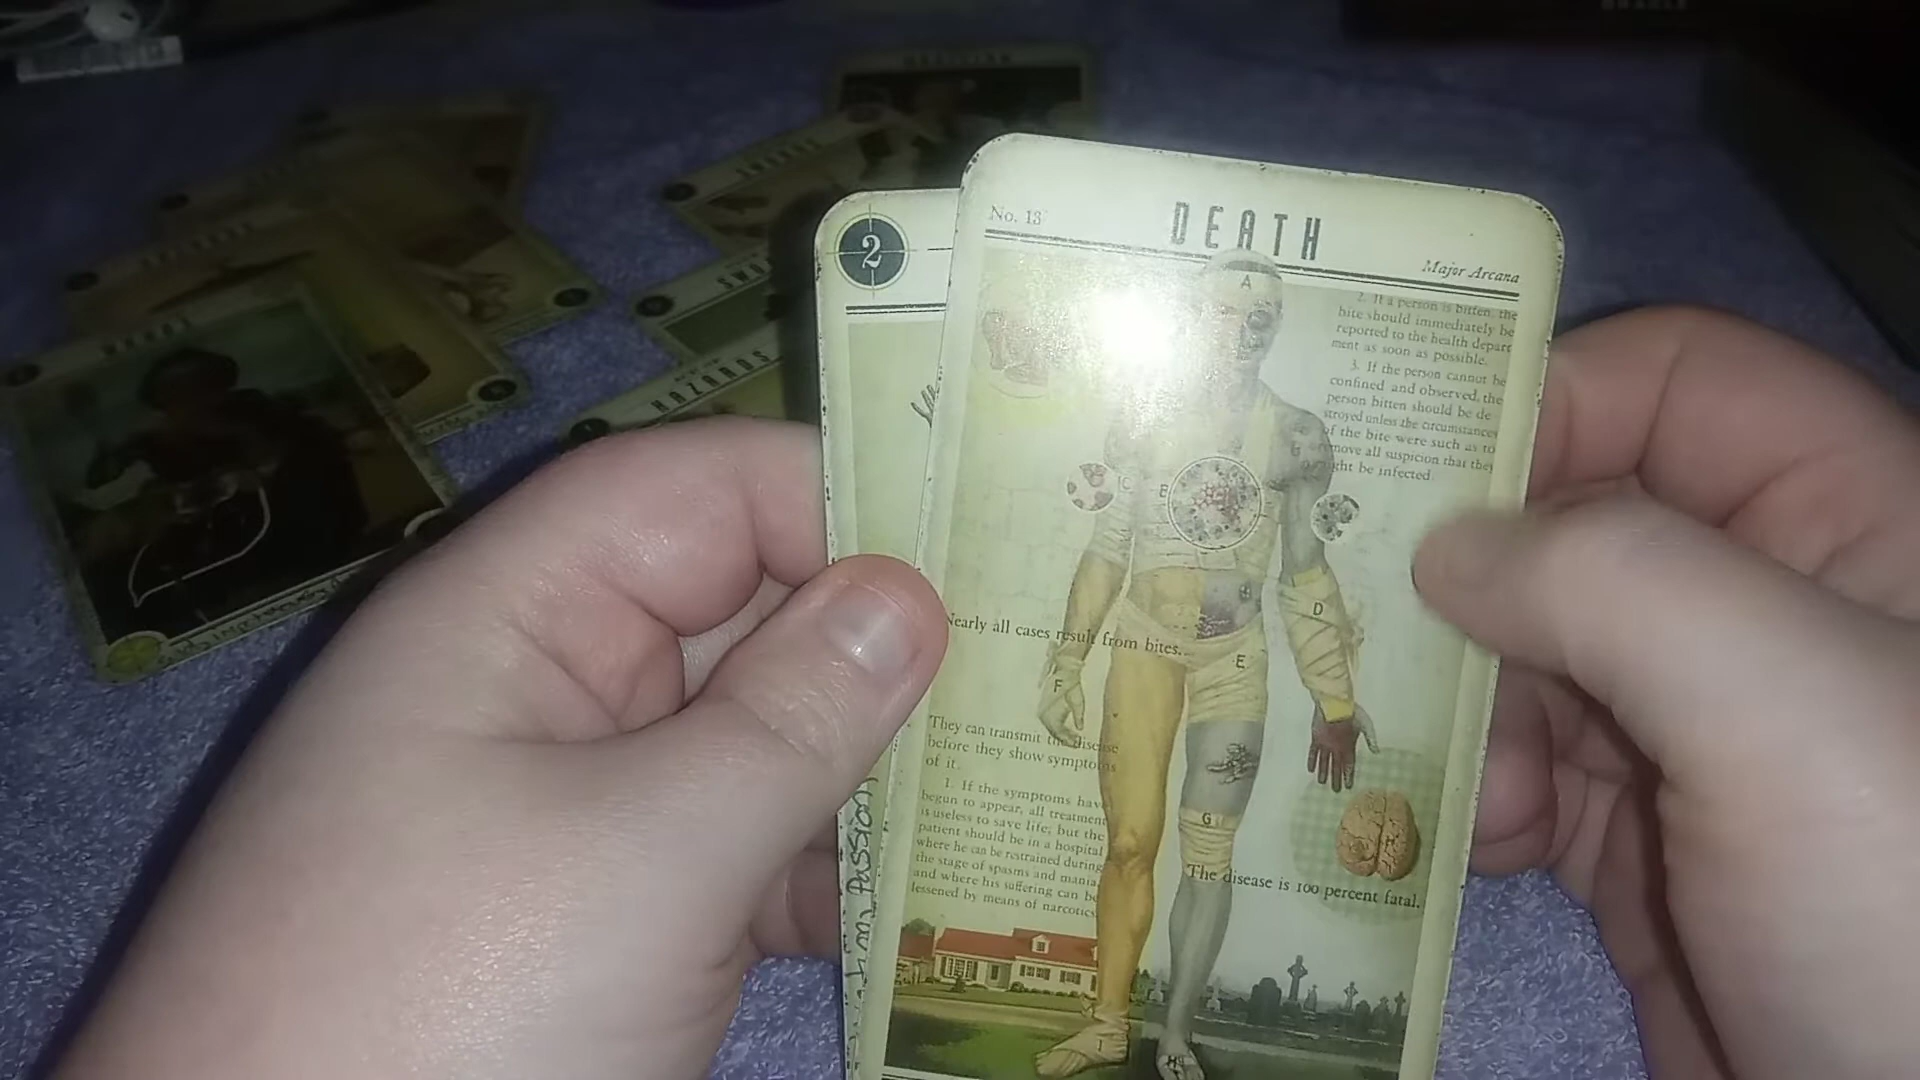 ORACLE
SWORDS
SWO
HAZARDS
2
No. 13
DEATH
Major Arcana
A
2. If a person is bitten, the
bite should immediately be
reported to the health depart
ment as soon as possible.
3. If the person cannot be
confined and observed, the
person bitten should be de
stroyed unless the circumstances
of the bite were such as to
remove all suspicion that they
might be infected.
C
B
D
Nearly all cases result from bites...
E
F
They can transmit the disease
before they show symptoms
of it.
1. If the symptoms have
begun to appear, all treatment
is useless to save life; but the
patient should be in a hospital
where he can be restrained during
the stage of spasms and mania,
and where his suffering can be
lessened by means of narcotics.
G
The disease is 100 percent fatal.
I
H
Passion